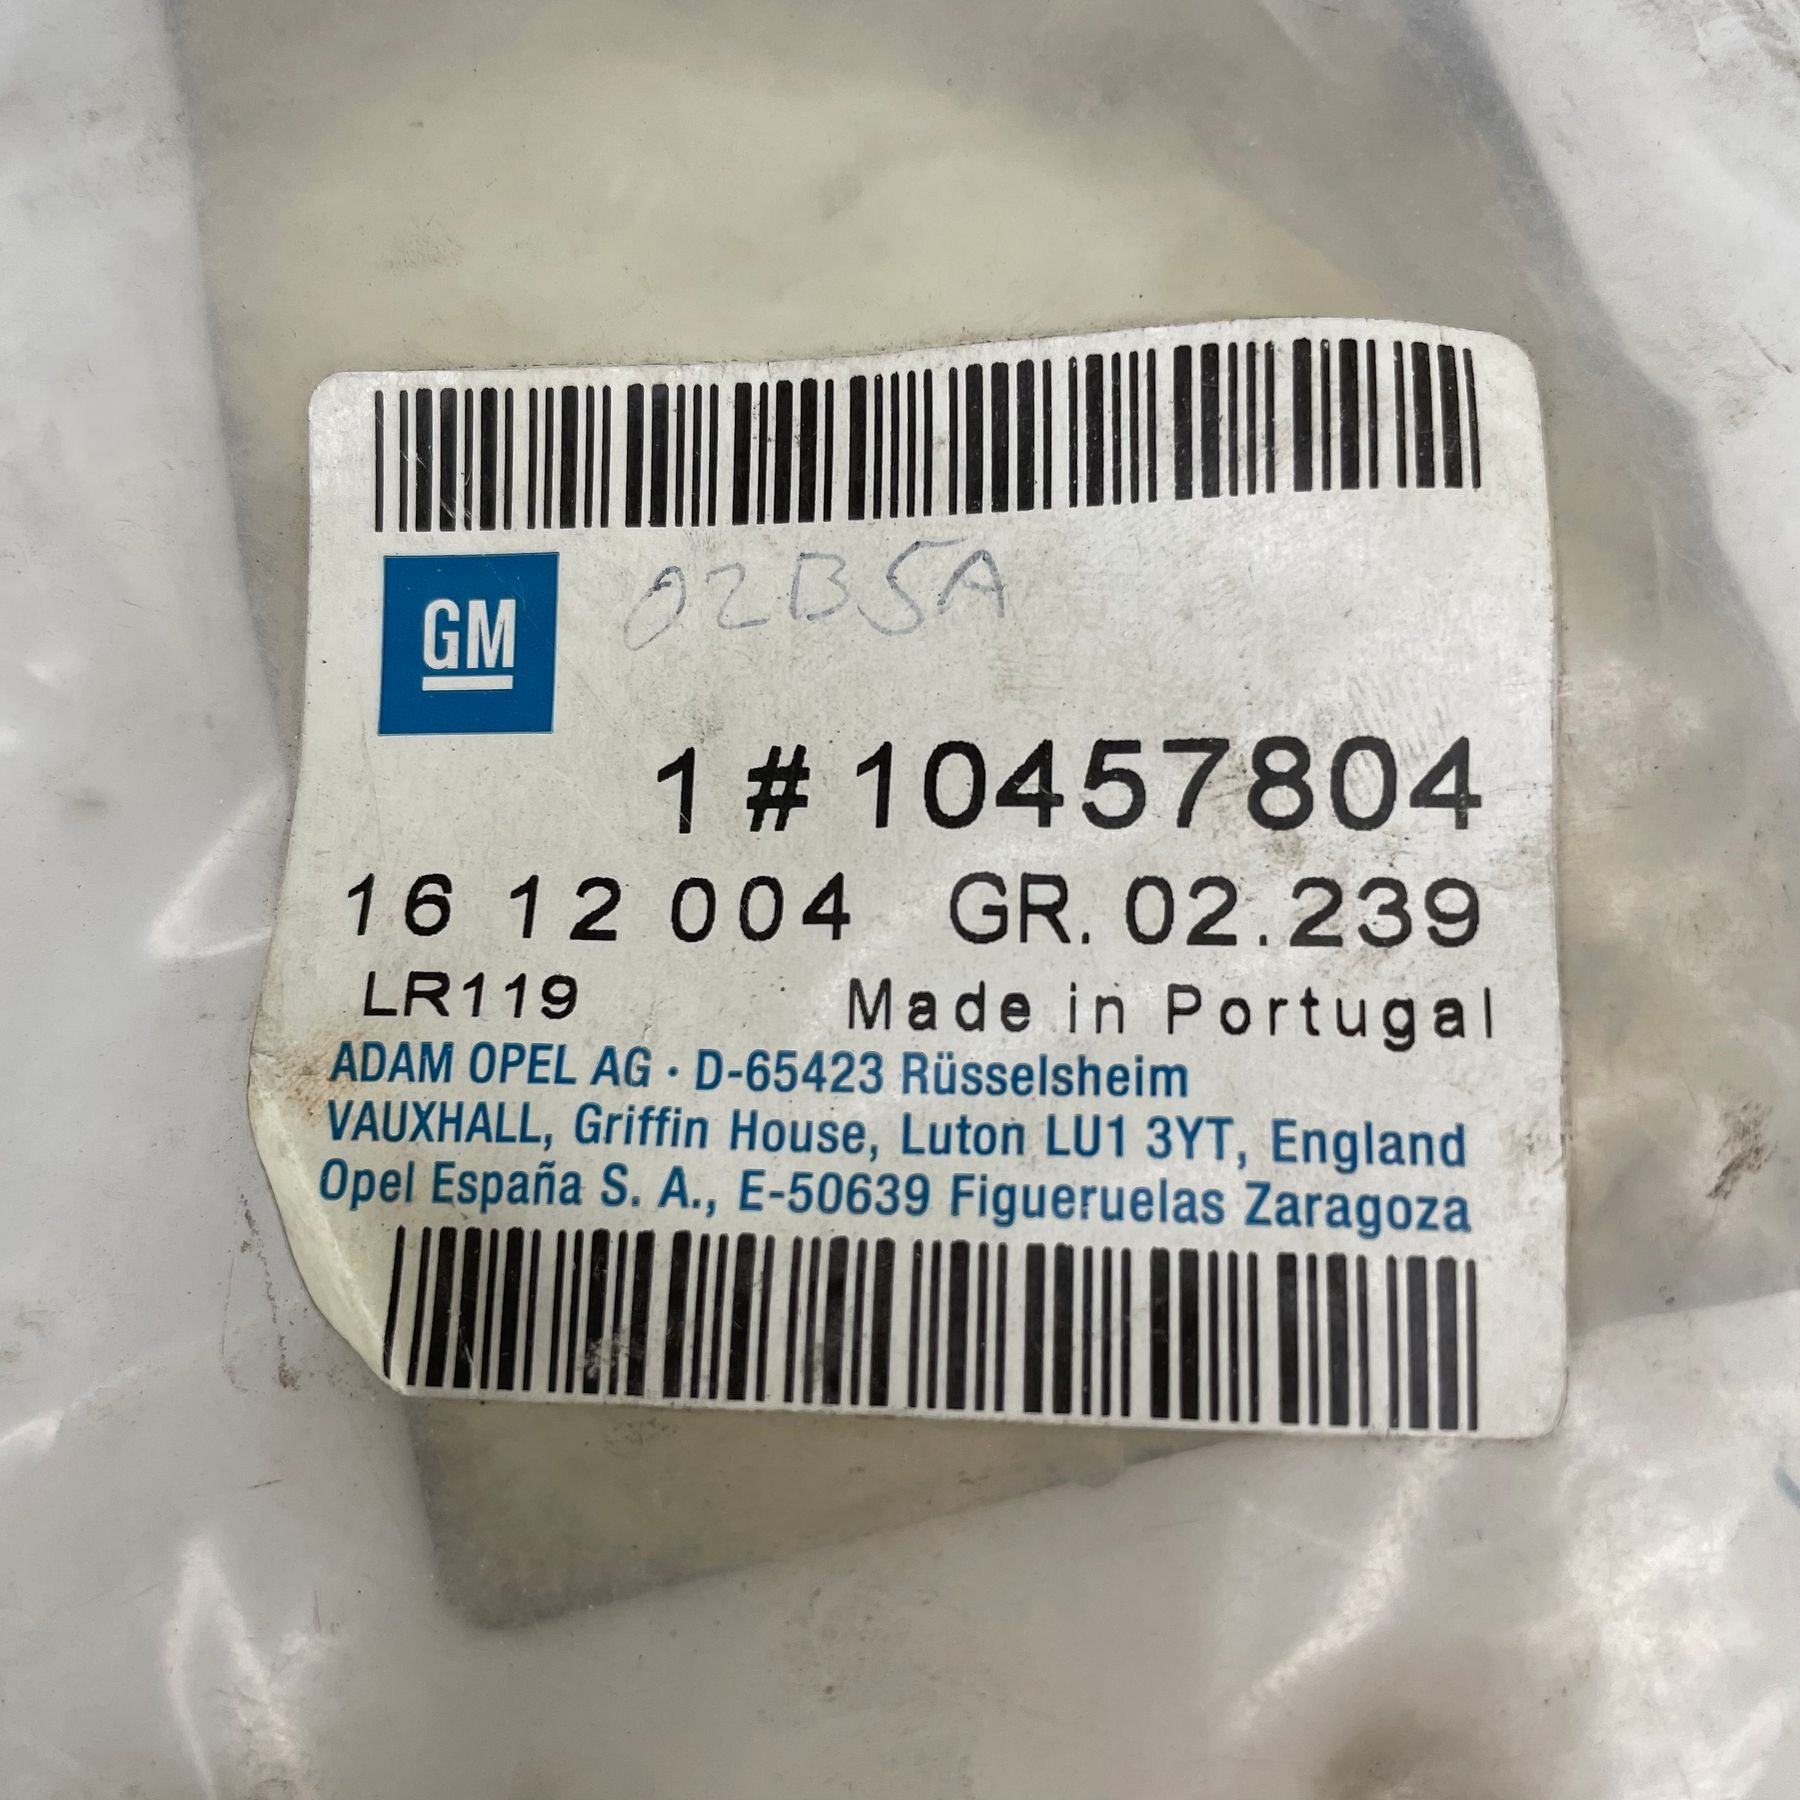 02B5A
GM
1 # 10457804
16 12 004 GR. 02.239
LR119 Made in Portugal
ADAM OPEL AG · D-65423 Rüsselsheim
VAUXHALL, Griffin House, Luton LU1 3YT, England
Opel España S. A., E-50639 Figueruelas Zaragoza